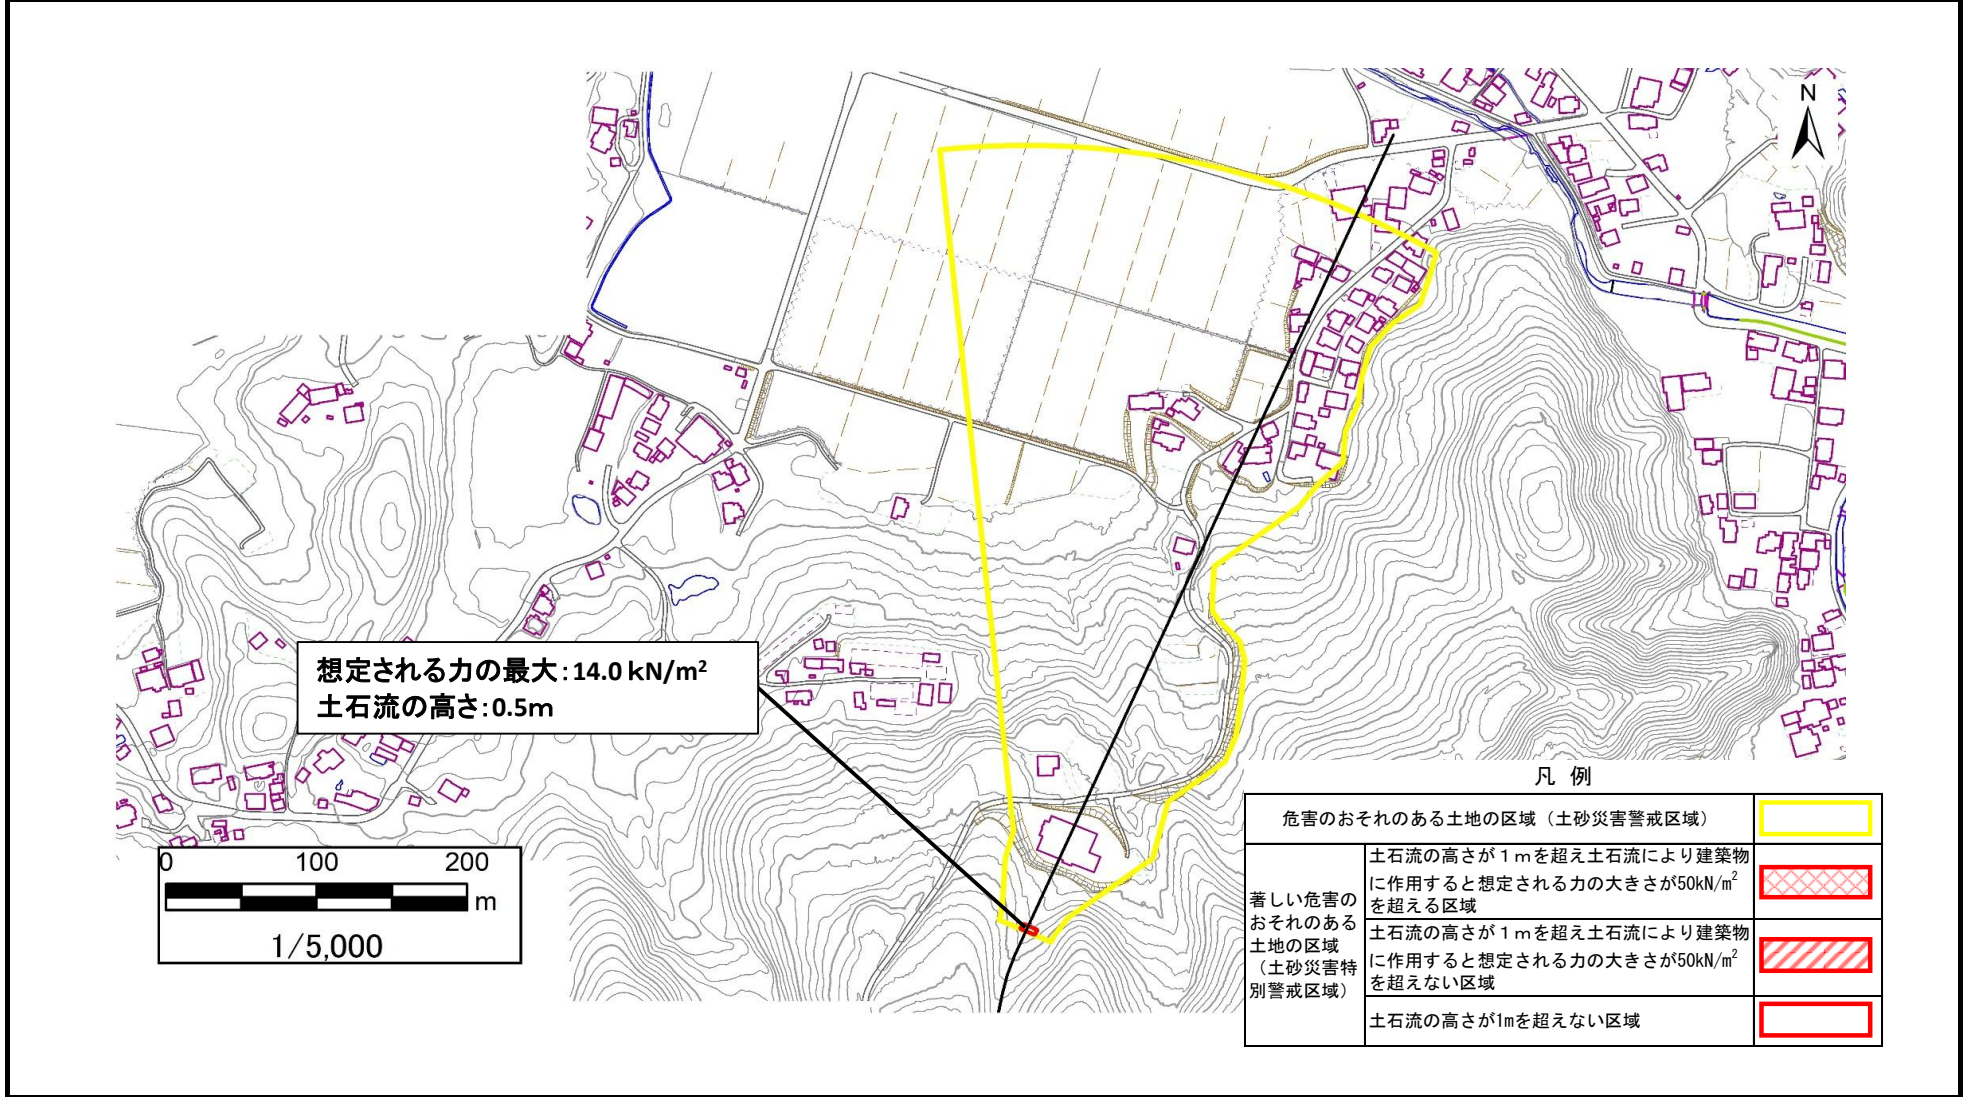 N
想定される力の最大:14.0 kN/m²
土石流の高さ:0.5m
0 100 200
m
1/5,000
凡 例
危害のおそれのある土地の区域（土砂災害警戒区域）
著しい危害の
おそれのある
土地の区域
（土砂災害特
別警戒区域）
土石流の高さが１ｍを超え土石流により建築物
に作用すると想定される力の大きさが50kN/㎡
を超える区域
土石流の高さが１ｍを超え土石流により建築物
に作用すると想定される力の大きさが50kN/㎡
を超えない区域
土石流の高さが1mを超えない区域